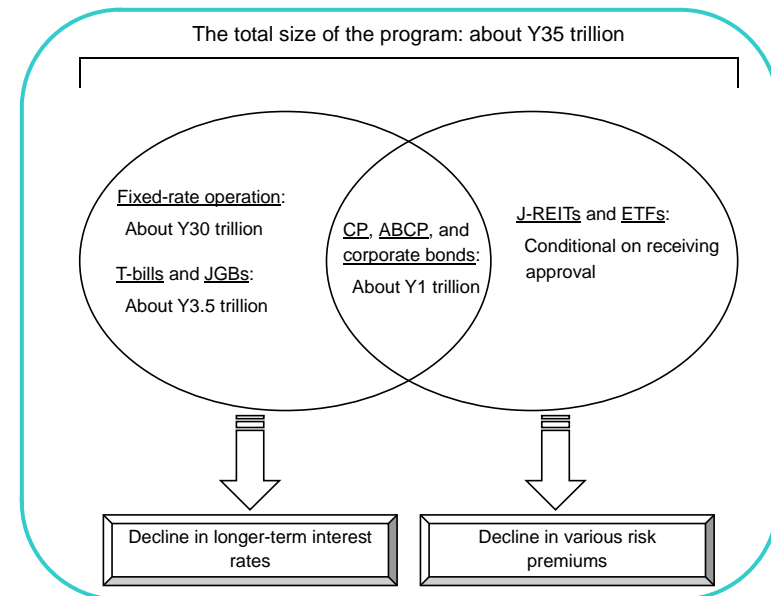 The total size of the program: about Y35 trillion
Fixed-rate operation:
About Y30 trillion
T-bills and JGBs:
About Y3.5 trillion
CP, ABCP, and
corporate bonds:
About Y1 trillion
J-REITs and ETFs:
Conditional on receiving
approval
Decline in longer-term interest
rates
Decline in various risk
premiums